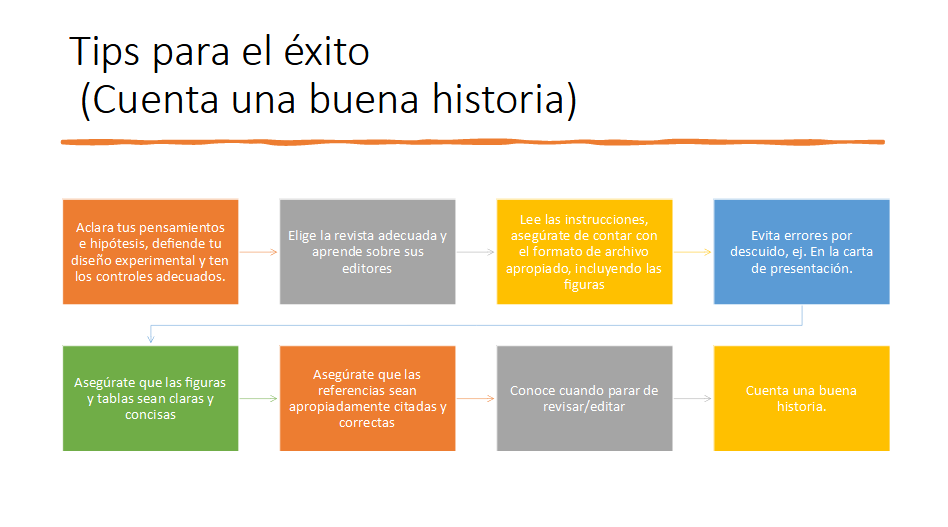 Tips para el éxito
(Cuenta una buena historia)
Aclara tus pensamientos
e hipótesis, defiende tu
diseño experimental y ten
los controles adecuados.
Elige la revista adecuada y
aprende sobre sus
editores
Lee las instrucciones,
asegúrate de contar con
el formato de archivo
apropiado, incluyendo las
figuras
Evita errores por
descuido, ej. En la carta
de presentación.
Asegúrate que las figuras
y tablas sean claras y
concisas
Asegúrate que las
referencias sean
apropiadamente citadas y
correctas
Conoce cuando parar de
revisar/editar
Cuenta una buena
historia.